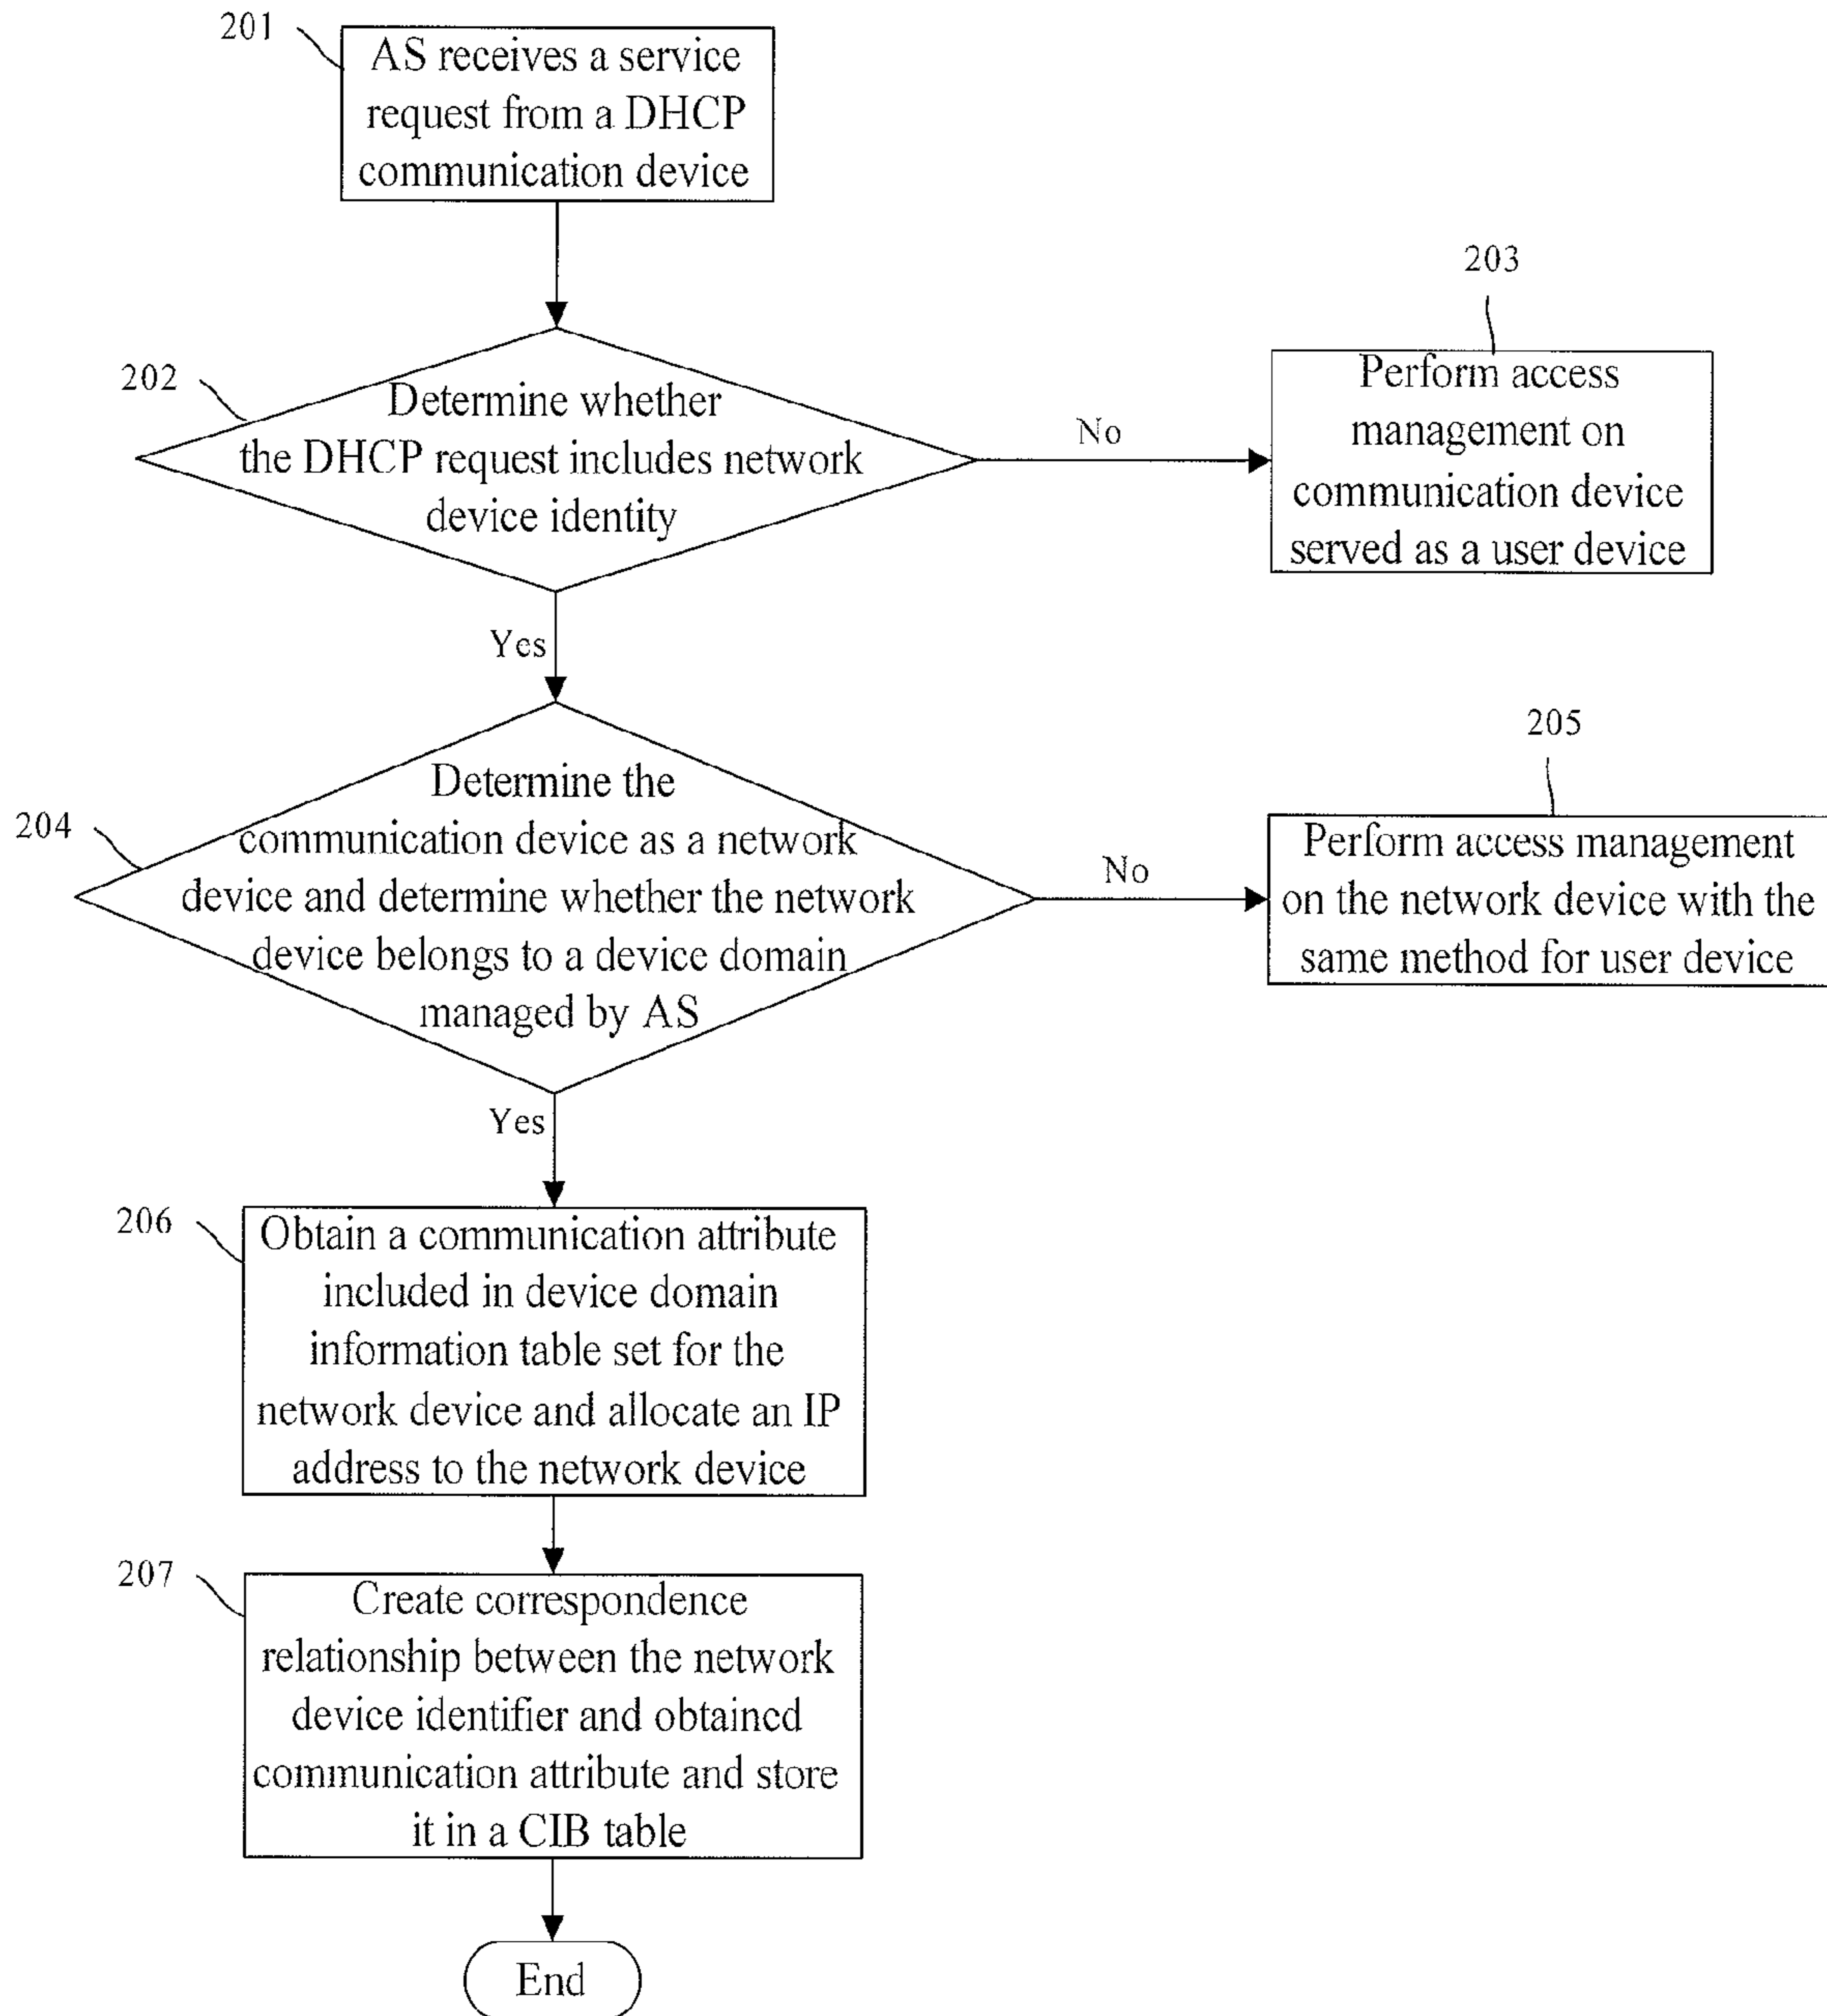 201
AS receives a service
request from a DHCP
communication device
202
Determine whether
the DHCP request includes network
device identity
No
203
Perform access
management on
communication device
served as a user device
Yes
204
Determine the
communication device as a network
device and determine whether the network
device belongs to a device domain
managed by AS
No
205
Perform access management
on the network device with the
same method for user device
Yes
206
Obtain a communication attribute
included in device domain
information table set for the
network device and allocate an IP
address to the network device
207
Create correspondence
relationship between the network
device identifier and obtained
communication attribute and store
it in a CIB table
End